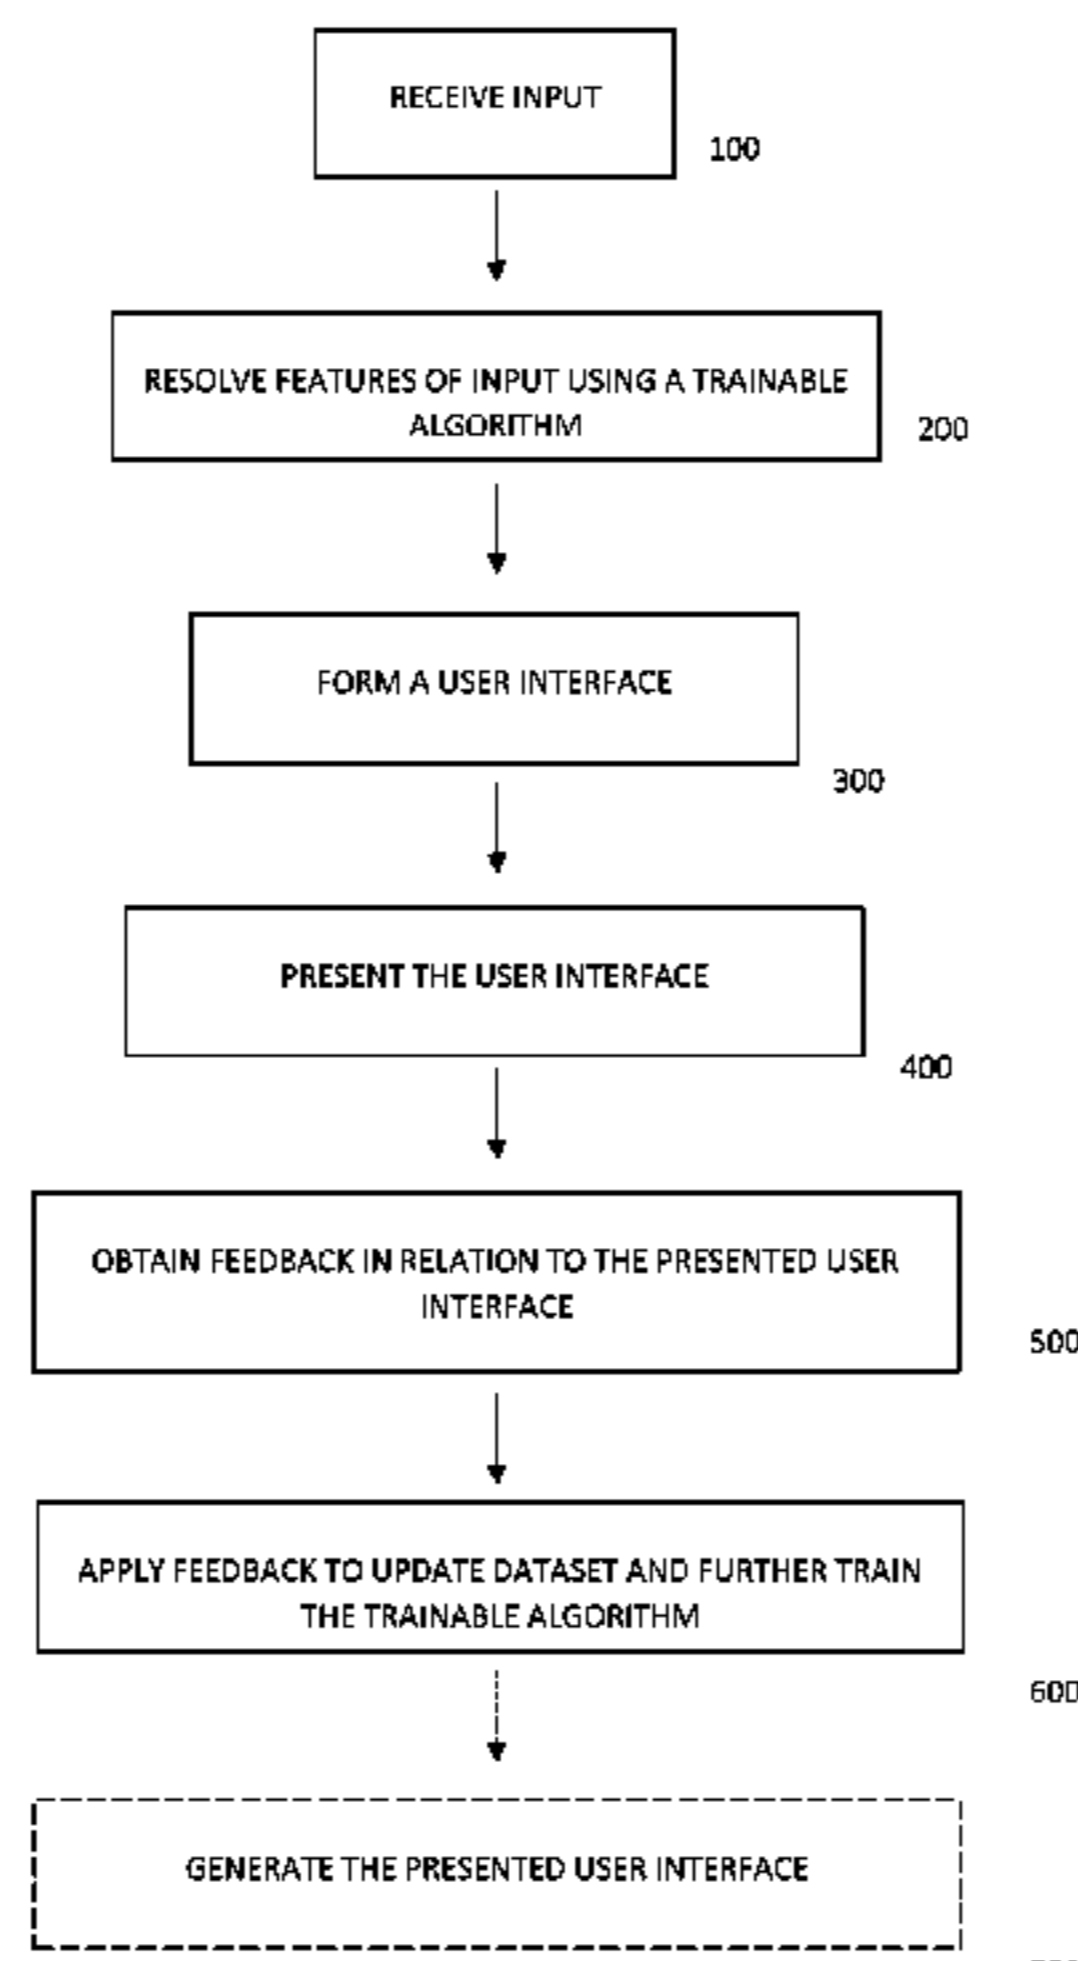 RECEIVE INPUT
100
RESOLVE FEATURES OF INPUT USING A TRAINABLE
ALGORITHM
200
FORM A USER INTERFACE
300
PRESENT THE USER INTERFACE
400
OBTAIN FEEDBACK IN RELATION TO THE PRESENTED USER
INTERFACE
500
APPLY FEEDBACK TO UPDATE DATASET AND FURTHER TRAIN
THE TRAINABLE ALGORITHM
600
GENERATE THE PRESENTED USER INTERFACE